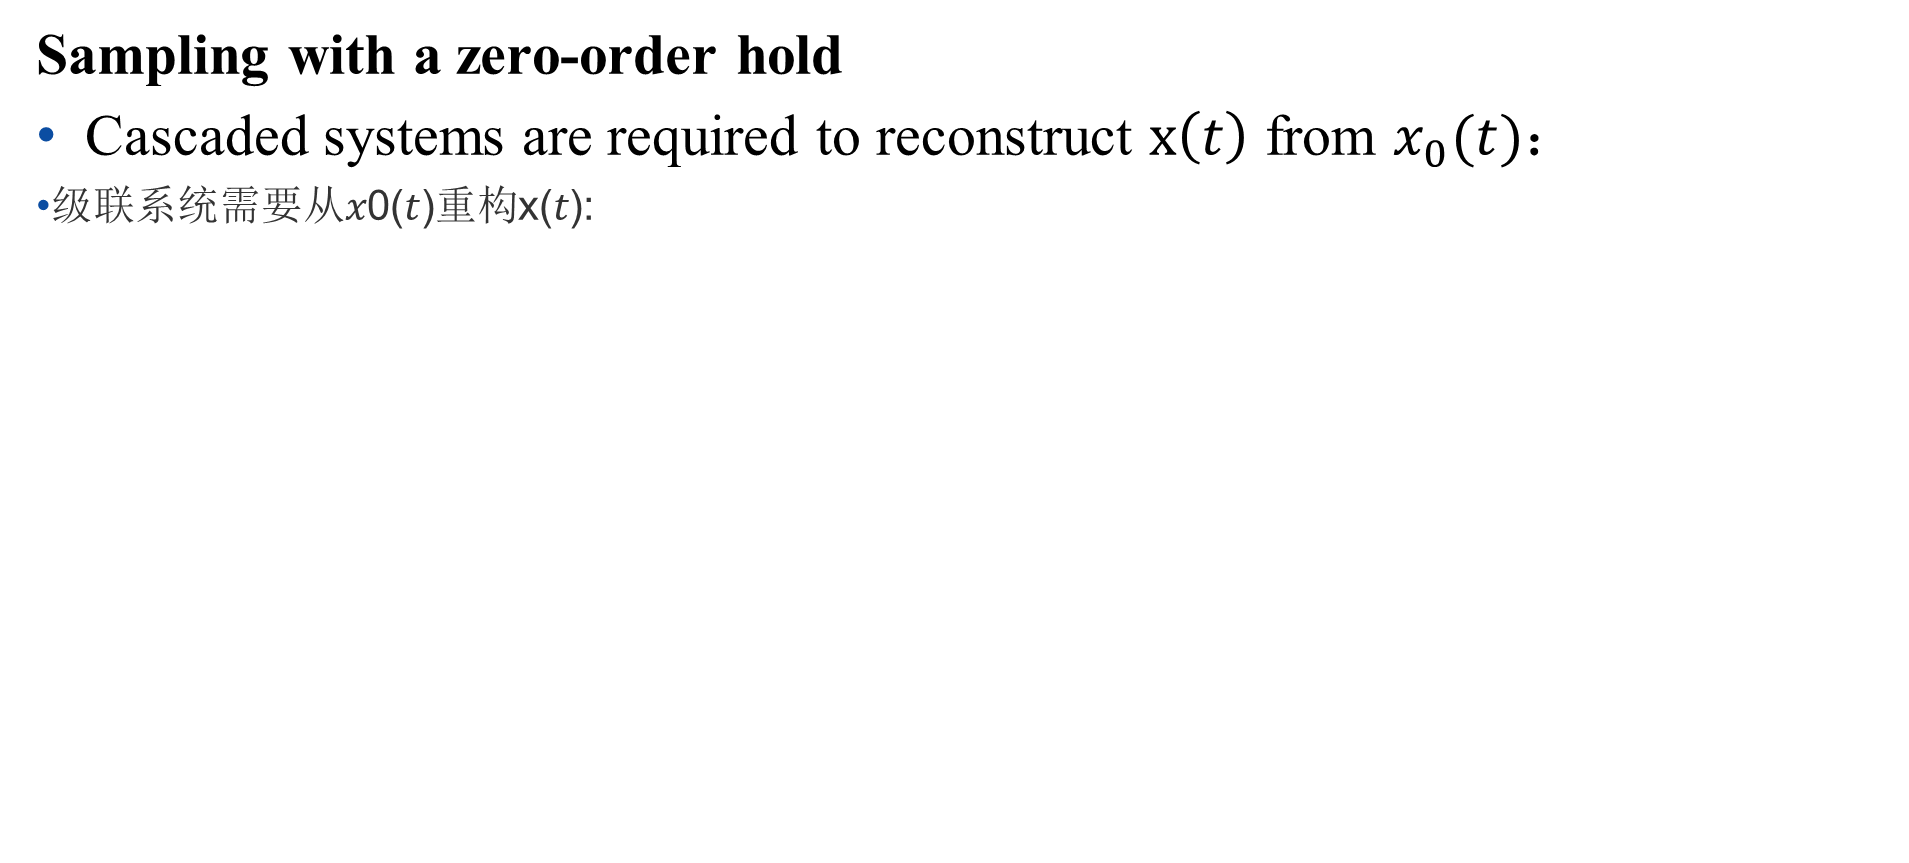 Sampling with a zero-order hold
• Cascaded systems are required to reconstruct x(𝑡) from 𝑥₀(𝑡)：
•级联系统需要从𝑥0(𝑡)重构x(𝑡):